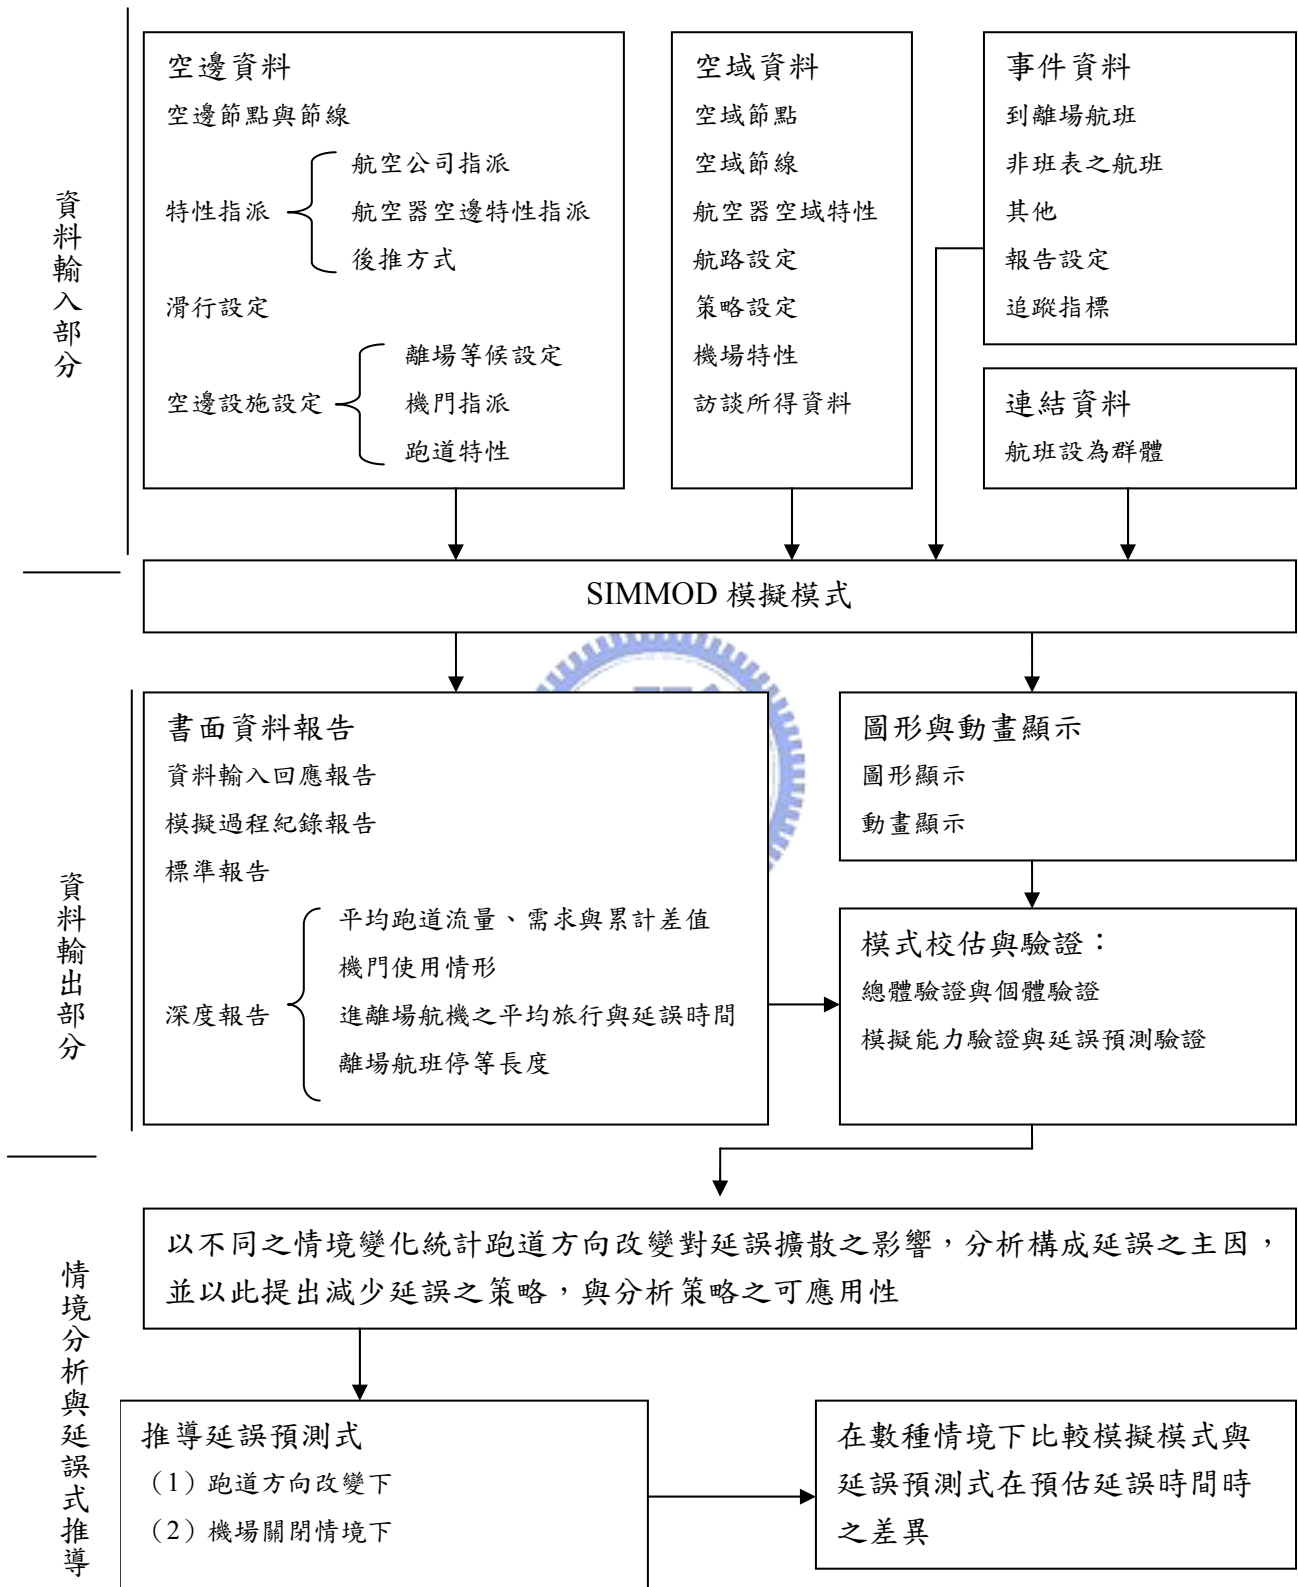 資料輸入部分
空邊資料
空邊節點與節線
特性指派
航空公司指派
航空器空邊特性指派
後推方式
滑行設定
空邊設施設定
離場等候設定
機門指派
跑道特性
空域資料
空域節點
空域節線
航空器空域特性
航路設定
策略設定
機場特性
訪談所得資料
事件資料
到離場航班
非班表之航班
其他
報告設定
追蹤指標
連結資料
航班設為群體
SIMMOD 模擬模式
資料輸出部分
書面資料報告
資料輸入回應報告
模擬過程紀錄報告
標準報告
深度報告
平均跑道流量、需求與累計差值
機門使用情形
進離場航機之平均旅行與延誤時間
離場航班停等長度
圖形與動畫顯示
圖形顯示
動畫顯示
模式校估與驗證：
總體驗證與個體驗證
模擬能力驗證與延誤預測驗證
情境分析與延誤式推導
以不同之情境變化統計跑道方向改變對延誤擴散之影響，分析構成延誤之主因，
並以此提出減少延誤之策略，與分析策略之可應用性
推導延誤預測式
（1）跑道方向改變下
（2）機場關閉情境下
在數種情境下比較模擬模式與
延誤預測式在預估延誤時間時
之差異